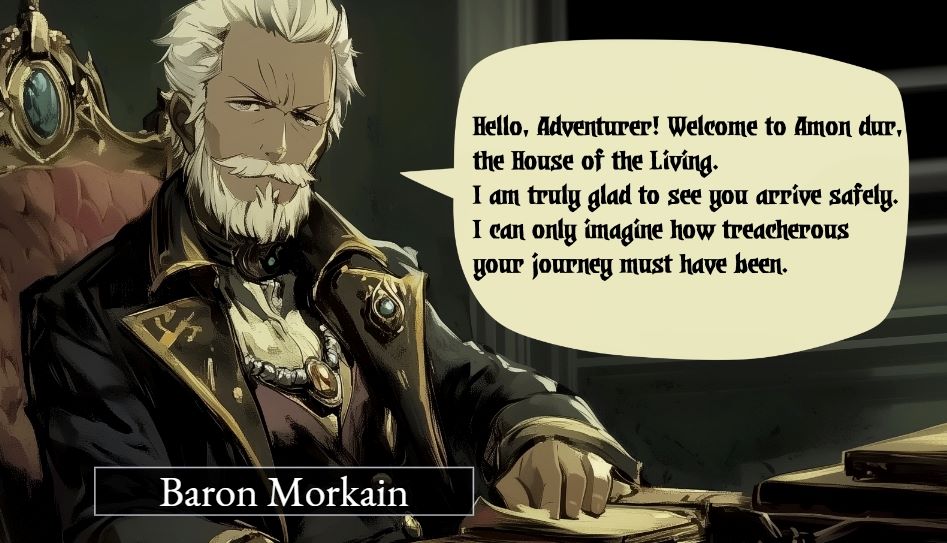 Hello, Adventurer! Welcome to Amon dur,
the House of the Living.
I am truly glad to see you arrive safely.
I can only imagine how treacherous
your journey must have been.
Baron Morkain